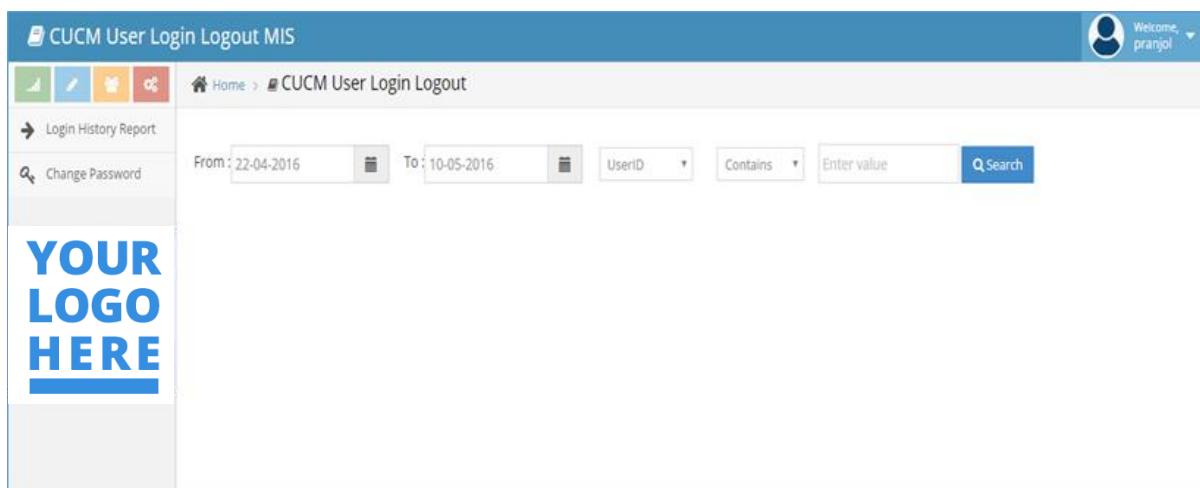 CUCM User Login Logout MIS
Welcome,
pranjol
Home > CUCM User Login Logout
Login History Report
Change Password
From : 22-04-2016 To : 10-05-2016 UserID Contains Enter value Search
YOUR
LOGO
HERE